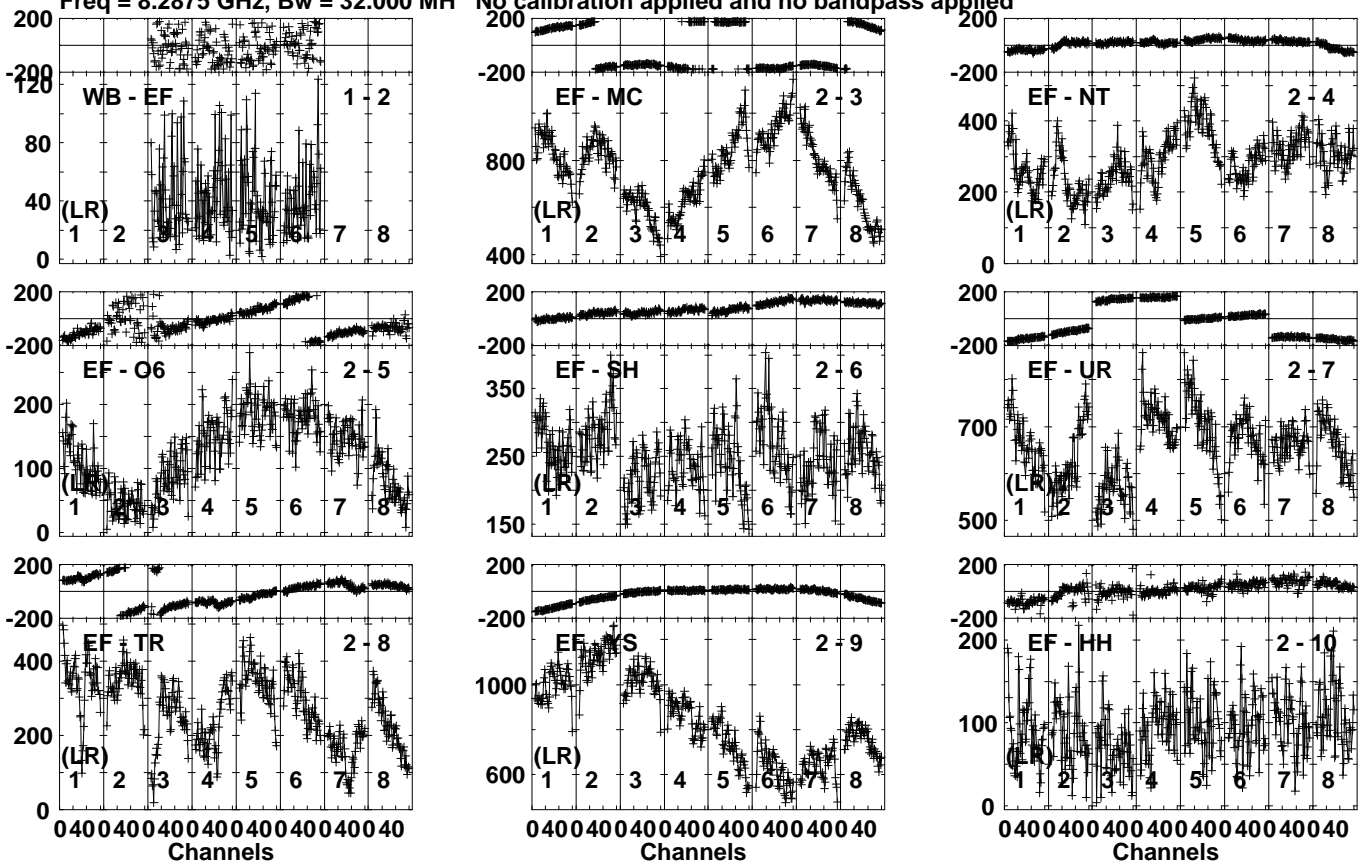 Freq = 8.2875 GHz, Bw = 32.000 MH No calibration applied and no bandpass applied
200 200 200
-200 -200 -200
120
WB - EF 1 - 2 EF - MC 2 - 3 EF - NT 2 - 4
80 800 400
40 200
(LR) (LR) (LR)
1 2 3 4 5 6 7 8 1 2 3 4 5 6 7 8 1 2 3 4 5 6 7 8
0 400 0
200 200 200
-200 -200 -200
EF - O6 2 - 5 EF - SH 2 - 6 EF - UR 2 - 7
200 350 700
100 250
(LR) (LR) (LR)
1 2 3 4 5 6 7 8 1 2 3 4 5 6 7 8 1 2 3 4 5 6 7 8
0 150 500
200 200 200
-200 -200 -200
EF - TR 2 - 8 EF - YS 2 - 9 EF - HH 2 - 10
400 1000 200
200 100
(LR) (LR) (LR)
1 2 3 4 5 6 7 8 1 2 3 4 5 6 7 8 1 2 3 4 5 6 7 8
0 600 0
0 40 0 40 0 40 0 40 0 40 0 40 0 40 0 40 0 40 0 40 0 40 0 40 0 40 0 40 0 40 0 40 0 40 0 40 0 40 0 40 0 40 0 40 0 40 0 40
Channels Channels Channels